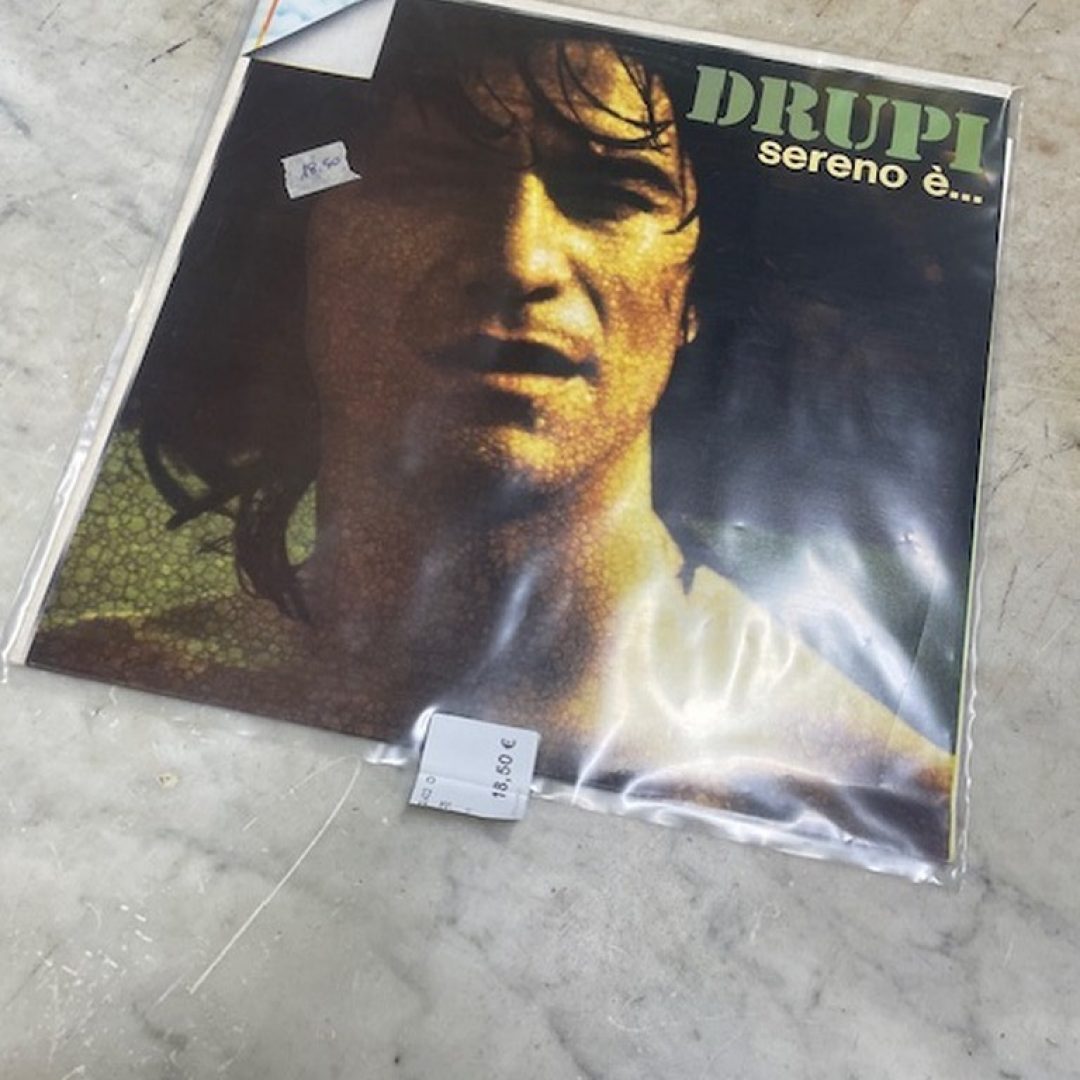 DRUPI
sereno è...
18,50
18,50 €